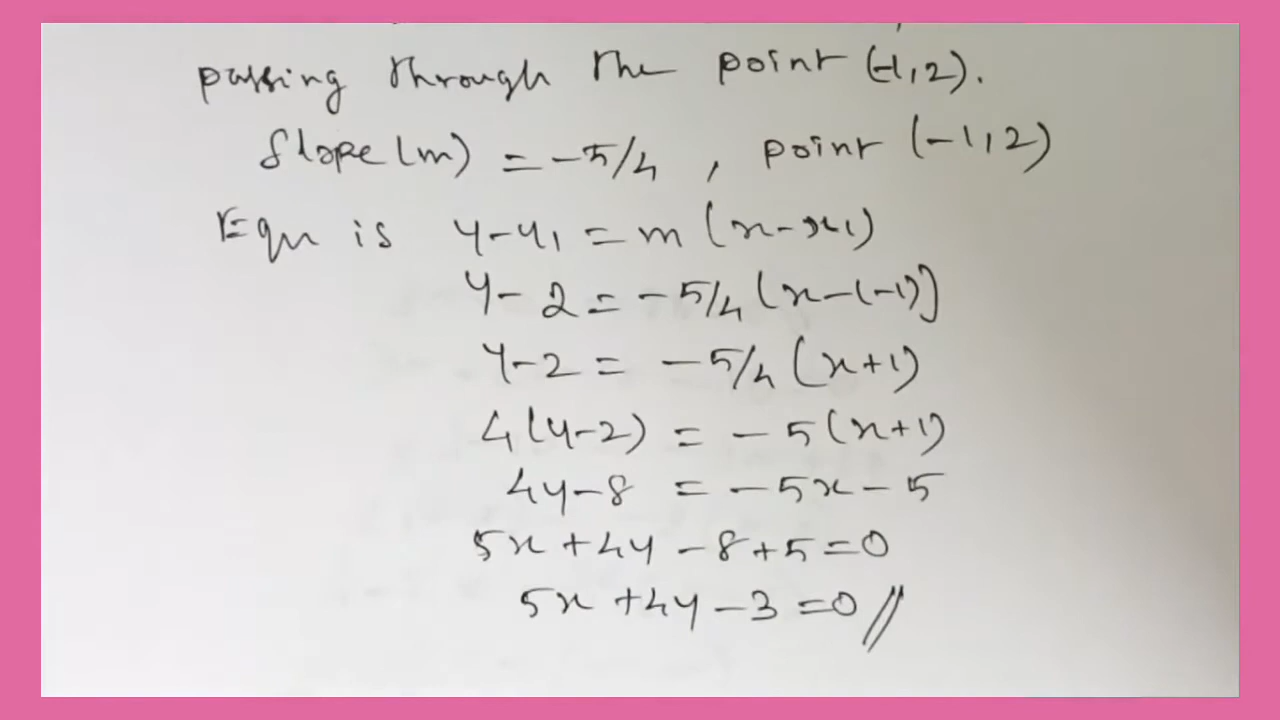 passing through the point (-1,2).
Slope(m) = -5/4 , point (-1,2)
Eqn is y-y₁ = m(x-x₁)
y-2 = -5/4(x-(-1)]
y-2 = -5/4 (x+1)
4(y-2) = -5(x+1)
4y-8 = -5x-5
5x+4y-8+5=0
5x+4y-3=0//